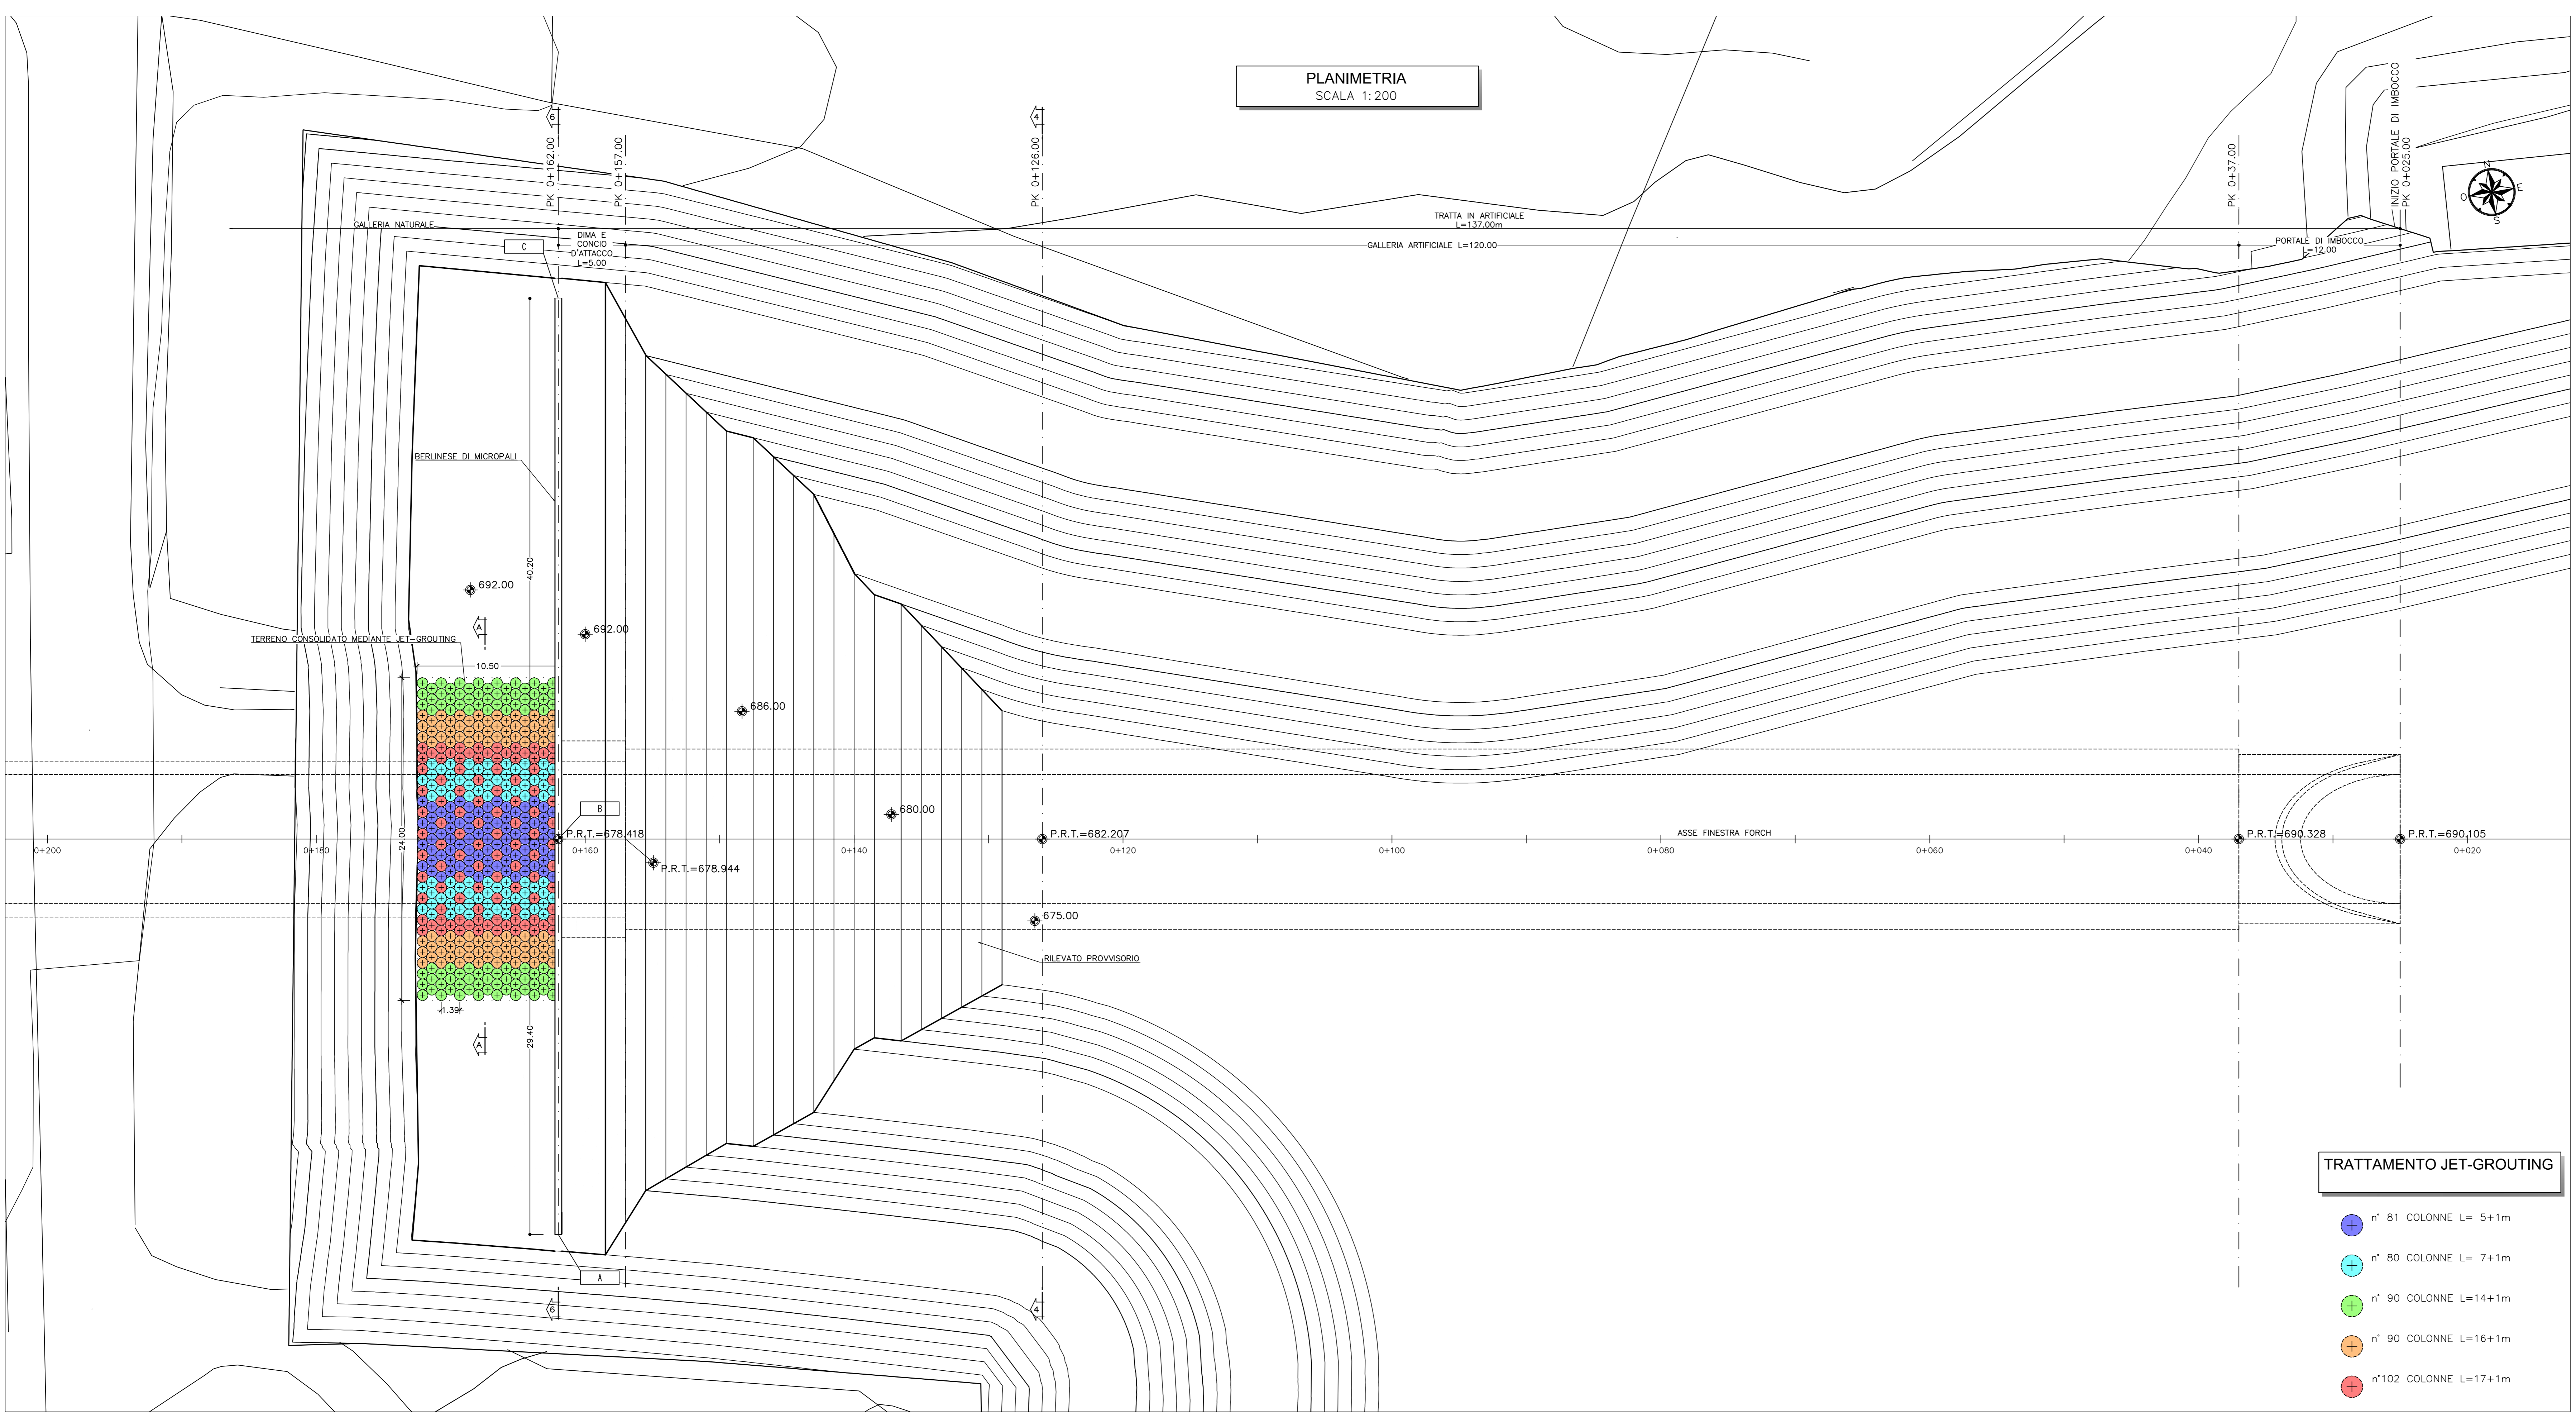 PLANIMETRIA
SCALA 1:200
6
4
PK 0+162.00
PK 0+157.00
PK 0+126.00
PK 0+37.00
INIZIO PORTALE DI IMBOCCO
PK 0+025.00
N
E
S
O
GALLERIA NATURALE
C
DIMA E
CONCIO
D'ATTACCO
L=5.00
TRATTA IN ARTIFICIALE
L=137.00m
GALLERIA ARTIFICIALE L=120.00
PORTALE DI IMBOCCO
L=12.00
BERLINESE DI MICROPALI
40.20
692.00
692.00
A
TERRENO CONSOLIDATO MEDIANTE JET-GROUTING
10.50
686.00
680.00
B
24.00
P.R.T.=678.418
P.R.T.=682.207
ASSE FINESTRA FORCH
P.R.T.=690.328
P.R.T.=690.105
0+200
0+180
0+160
0+140
0+120
0+100
0+080
0+060
0+040
0+020
P.R.T.=678.944
675.00
RILEVATO PROVVISORIO
1.39
29.40
A
A
6
4
TRATTAMENTO JET-GROUTING
n° 81 COLONNE L= 5+1m
n° 80 COLONNE L= 7+1m
n° 90 COLONNE L=14+1m
n° 90 COLONNE L=16+1m
n°102 COLONNE L=17+1m